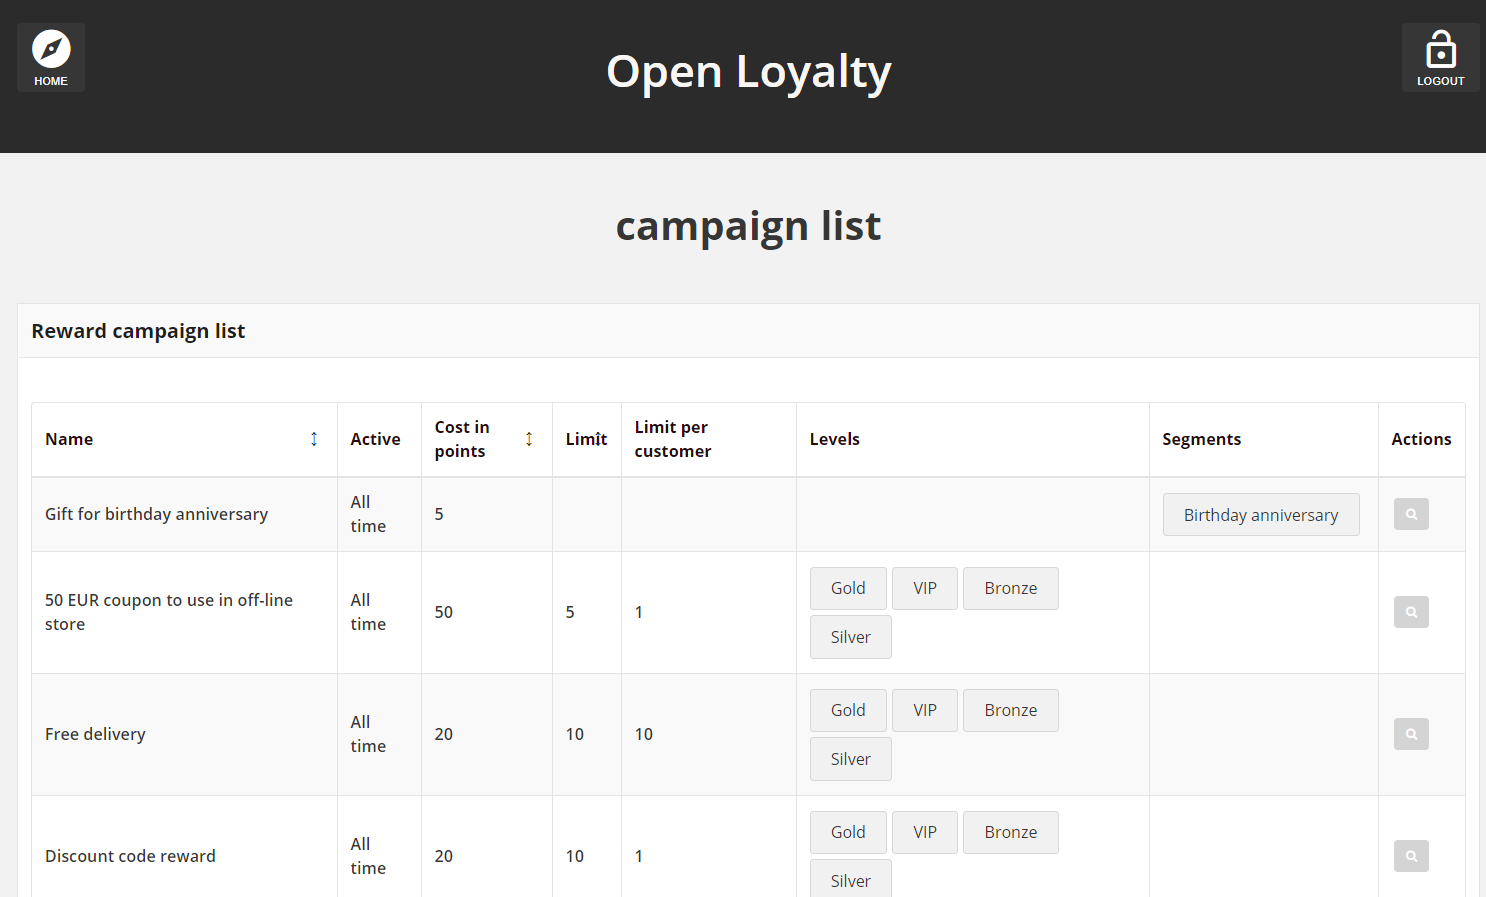 HOME
Open Loyalty
LOGOUT
campaign list
Reward campaign list
Name
Active
Cost in
points
Limit
Limit per
customer
Levels
Segments
Actions
Gift for birthday anniversary
All
time
5
Birthday anniversary
50 EUR coupon to use in off-line
store
All
time
50
5
1
Gold VIP Bronze
Silver
Free delivery
All
time
20
10
10
Gold VIP Bronze
Silver
Discount code reward
All
time
20
10
1
Gold VIP Bronze
Silver